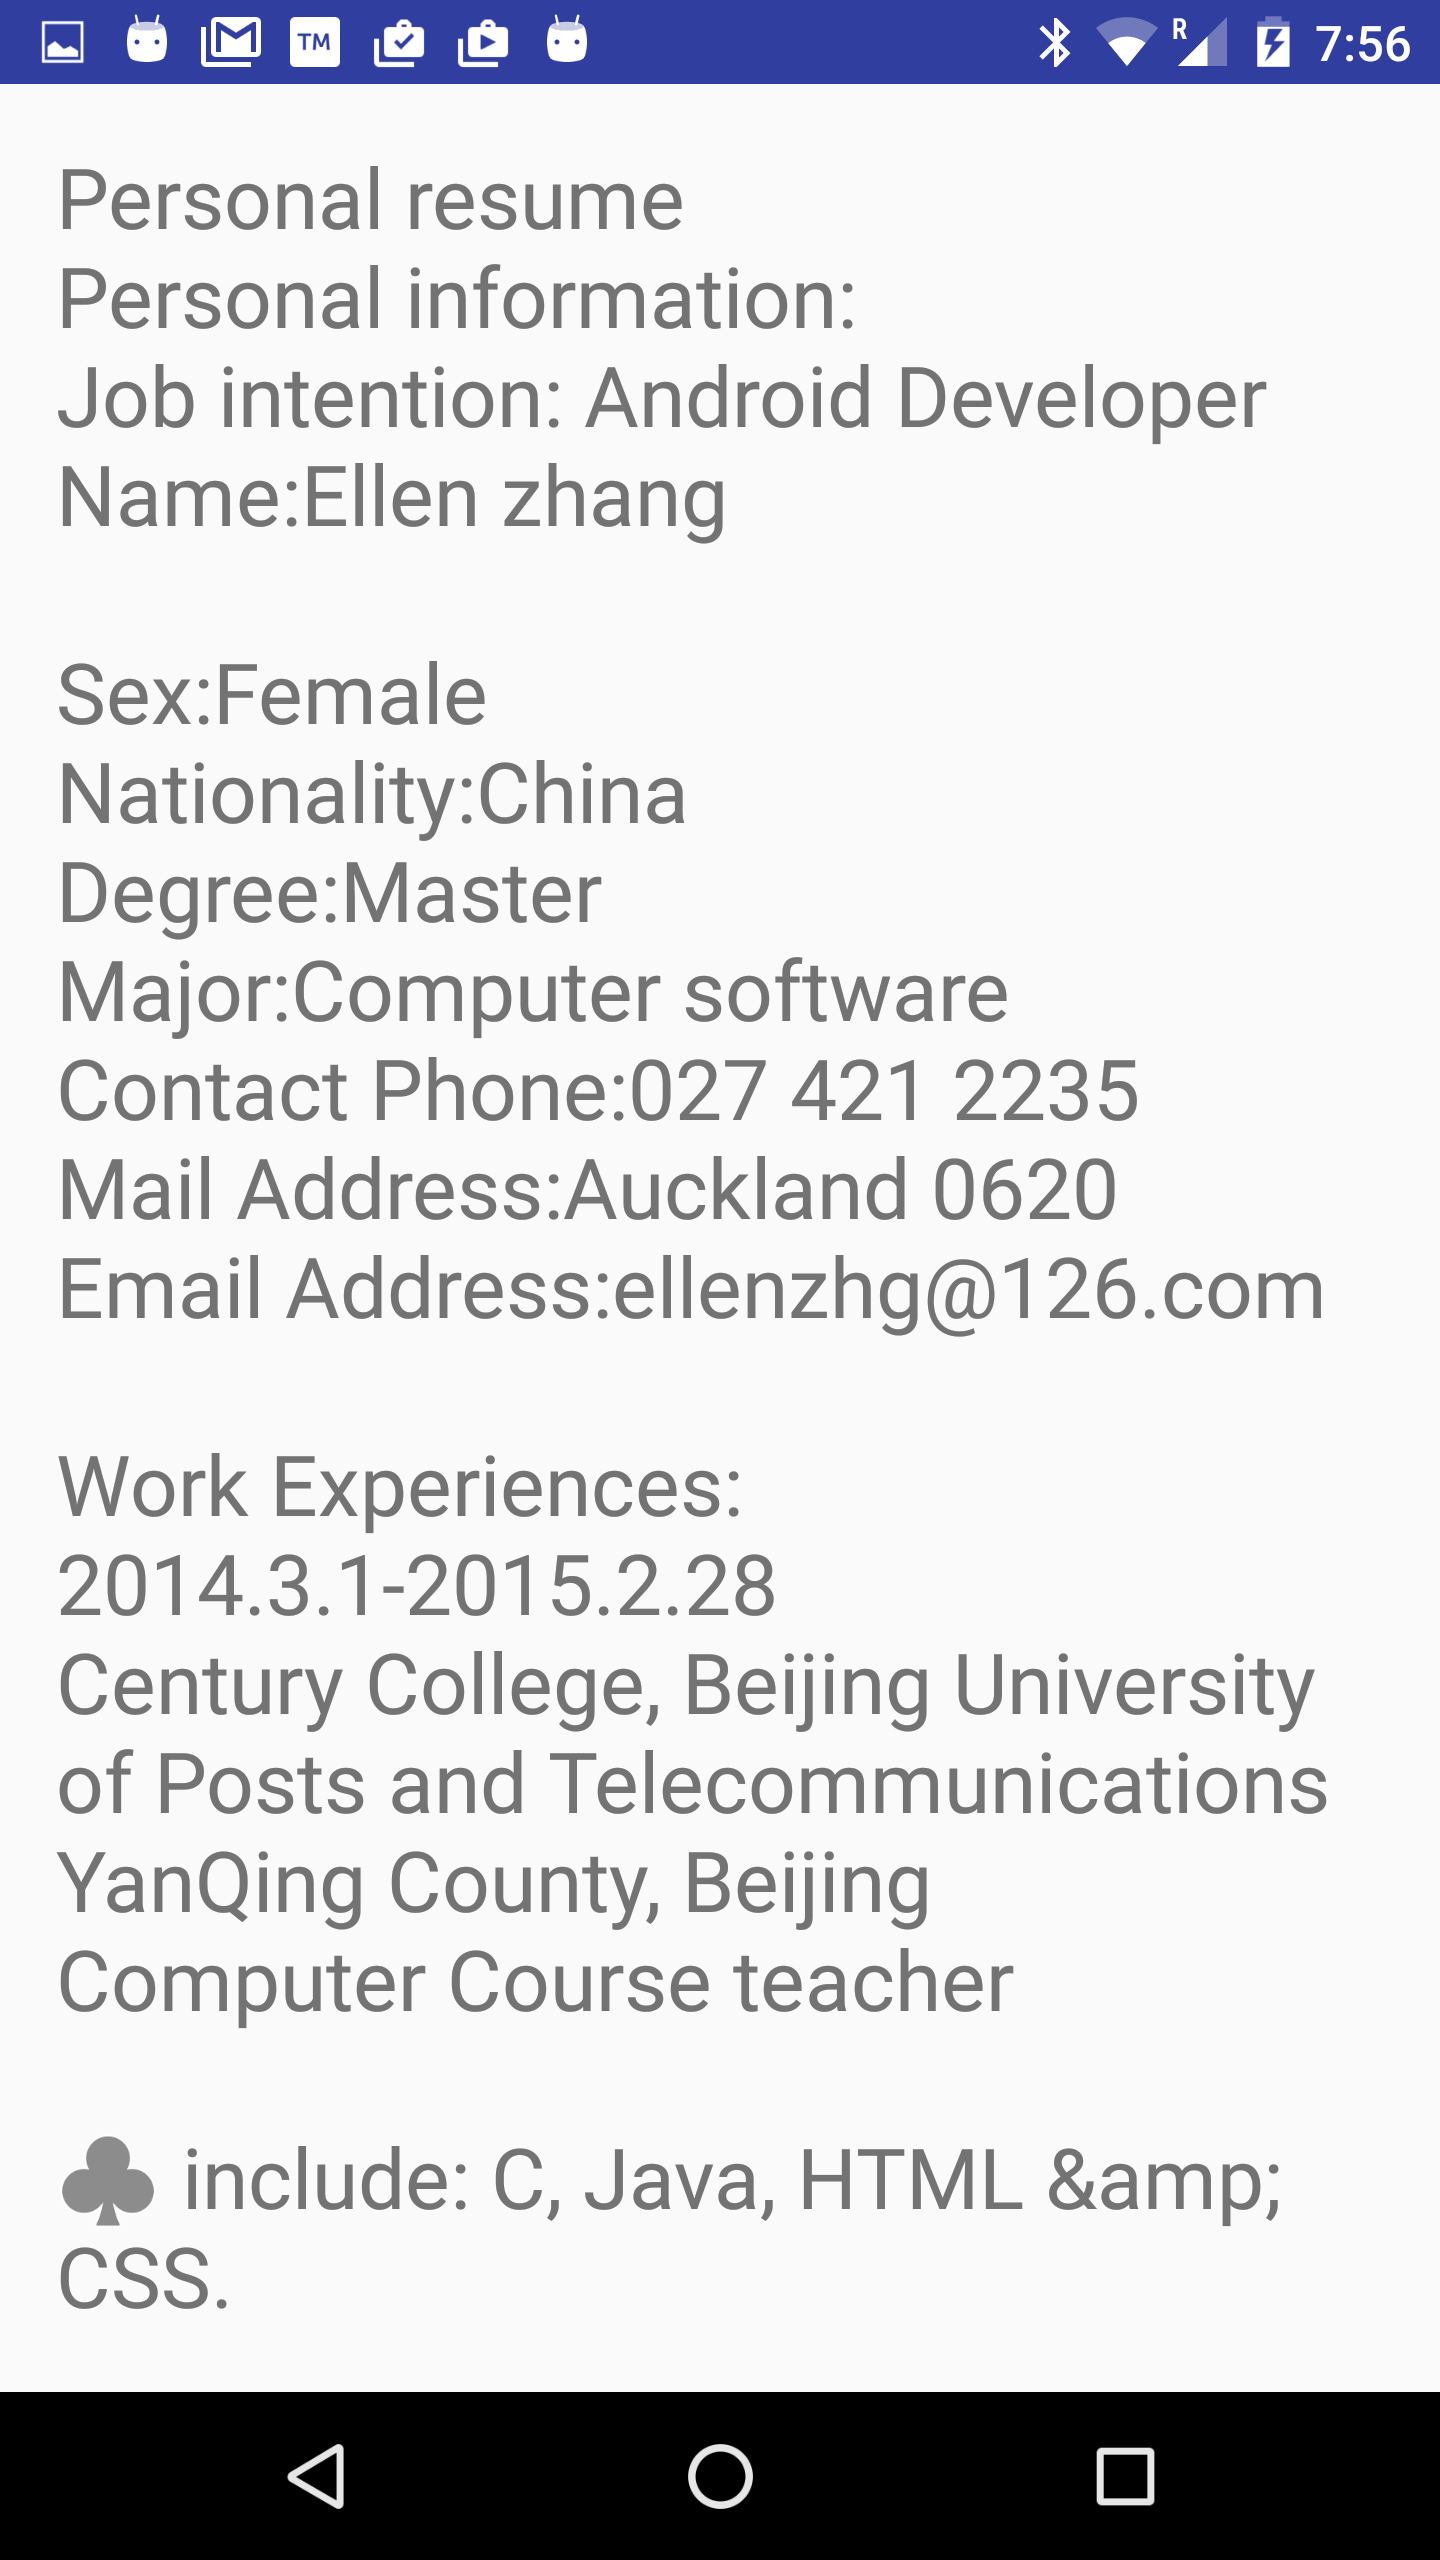 TM R 7:56
Personal resume
Personal information:
Job intention: Android Developer
Name:Ellen zhang
Sex:Female
Nationality:China
Degree:Master
Major:Computer software
Contact Phone:027 421 2235
Mail Address:Auckland 0620
Email Address:ellenzhg@126.com
Work Experiences:
2014.3.1-2015.2.28
Century College, Beijing University
of Posts and Telecommunications
YanQing County, Beijing
Computer Course teacher
♣ include: C, Java, HTML &amp;
CSS.